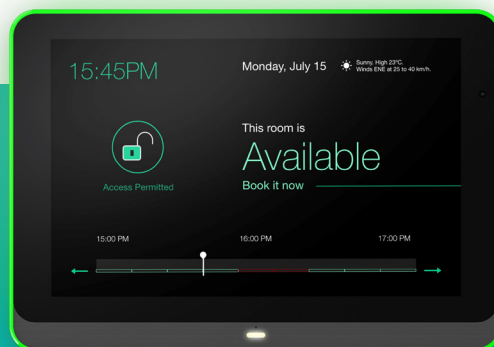 15:45PM
Monday, July 15
Sunny, High 23°C.
Winds ENE at 25 to 40 km/h.
This room is
Available
Book it now
Access Permitted
15:00 PM
16:00 PM
17:00 PM